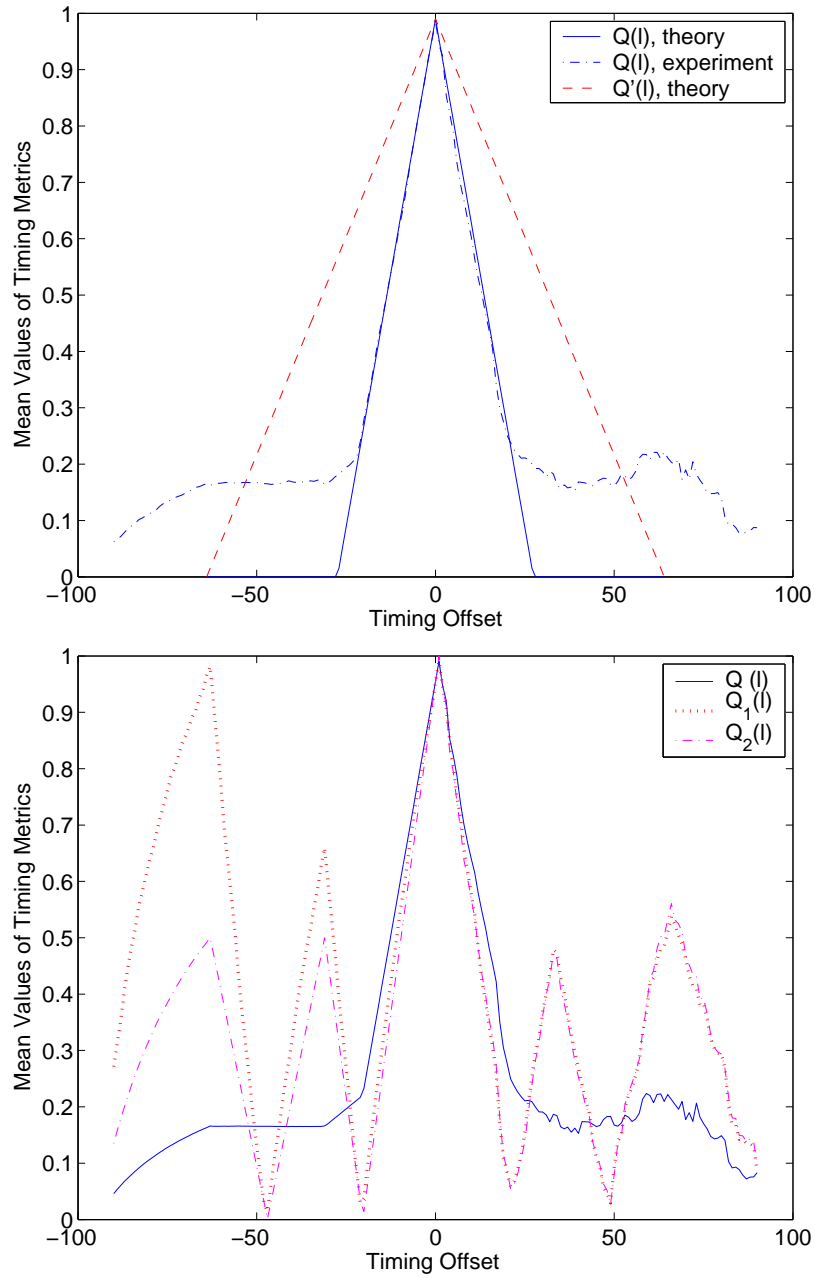 1
0.9
0.8
0.7
0.6
0.5
0.4
0.3
0.2
0.1
0
Mean Values of Timing Metrics
Q(l), theory
Q(l), experiment
Q'(l), theory
−100 −50 0 50 100
Timing Offset
1
0.9
0.8
0.7
0.6
0.5
0.4
0.3
0.2
0.1
0
Mean Values of Timing Metrics
Q (l)
Q_1(l)
Q_2(l)
−100 −50 0 50 100
Timing Offset